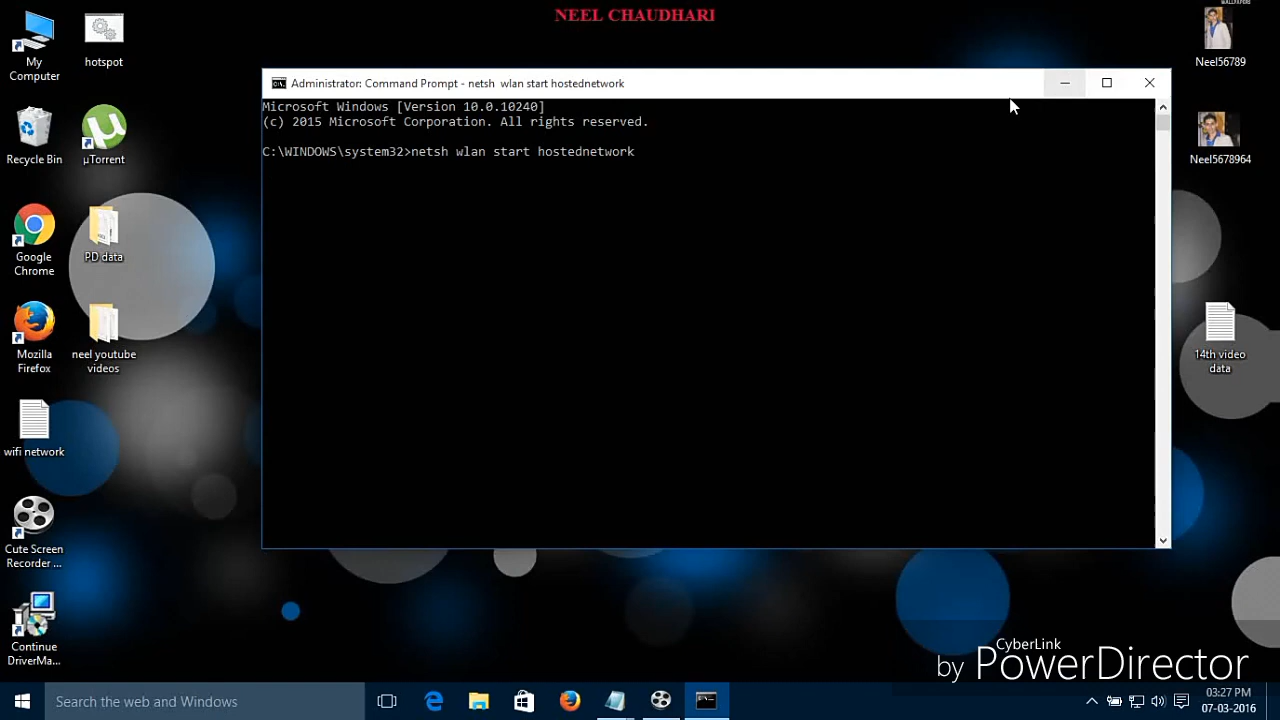 NEEL CHAUDHARI
My
Computer
hotspot
Recycle Bin
µTorrent
Google
Chrome
PD data
Mozilla
Firefox
neel youtube
videos
wifi network
Cute Screen
Recorder ...
Continue
DriverMa...
Administrator: Command Prompt - netsh  wlan start hostednetwork
Microsoft Windows [Version 10.0.10240]
(c) 2015 Microsoft Corporation. All rights reserved.
C:\WINDOWS\system32>netsh wlan start hostednetwork
Neel56789
Neel5678964
14th video
data
CyberLink
by PowerDirector
Search the web and Windows
03:27 PM
07-03-2016